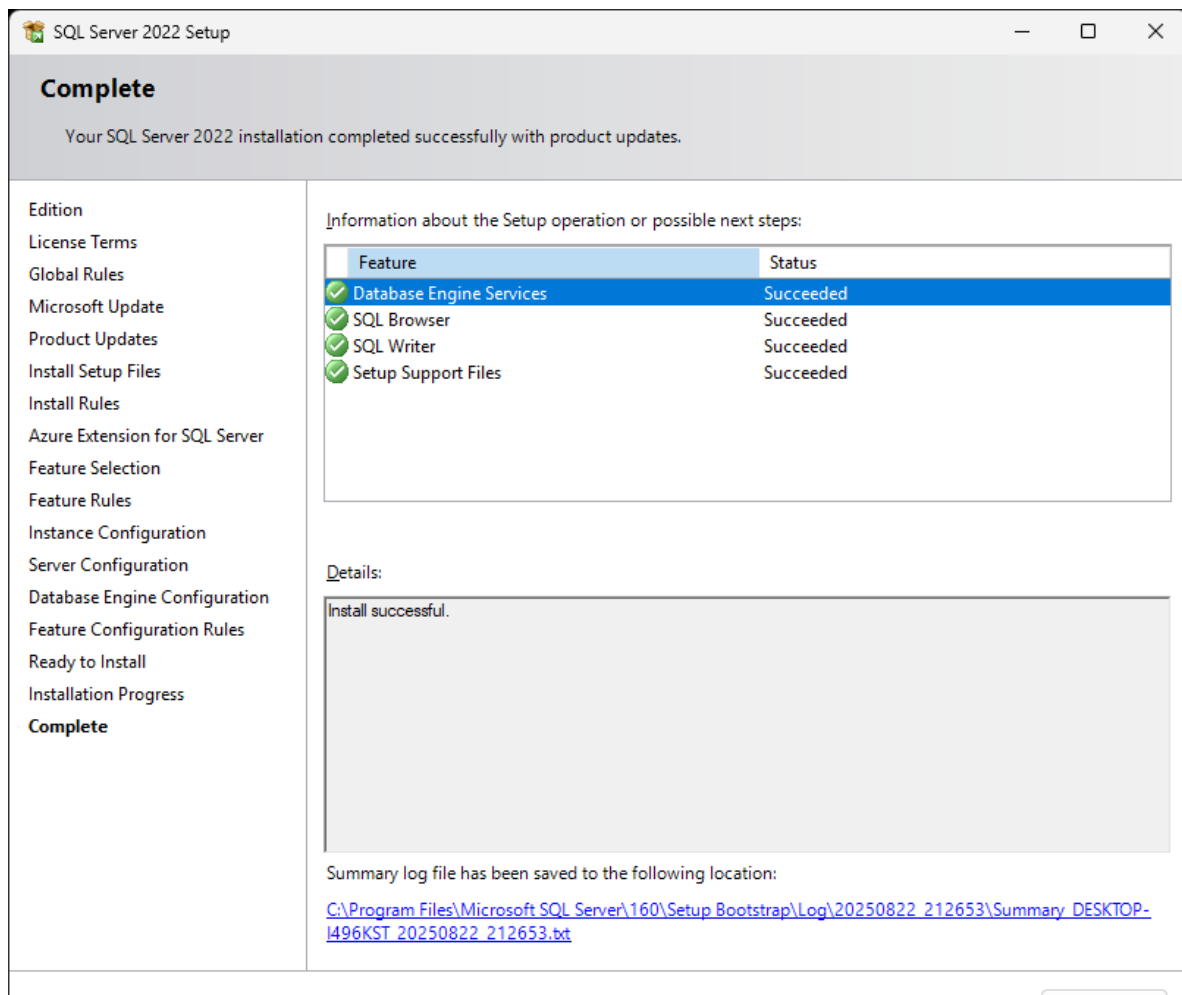 SQL Server 2022 Setup
Complete
Your SQL Server 2022 installation completed successfully with product updates.
Edition
License Terms
Global Rules
Microsoft Update
Product Updates
Install Setup Files
Install Rules
Azure Extension for SQL Server
Feature Selection
Feature Rules
Instance Configuration
Server Configuration
Database Engine Configuration
Feature Configuration Rules
Ready to Install
Installation Progress
Complete
Information about the Setup operation or possible next steps:
Feature Status
Database Engine Services Succeeded
SQL Browser Succeeded
SQL Writer Succeeded
Setup Support Files Succeeded
Details:
Install successful.
Summary log file has been saved to the following location:
C:\Program Files\Microsoft SQL Server\160\Setup Bootstrap\Log\20250822_212653\Summary_DESKTOP-
I496KST_20250822_212653.txt